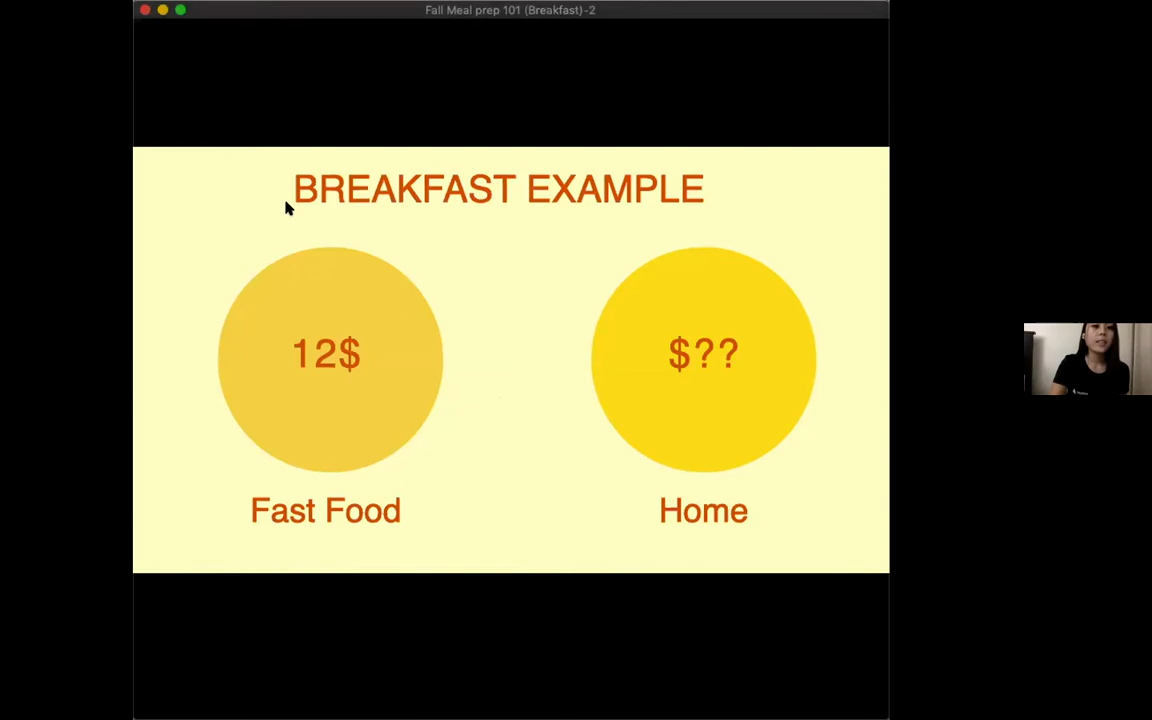 Fall Meal prep 101 (Breakfast)-2
BREAKFAST EXAMPLE
12$
$??
Fast Food
Home